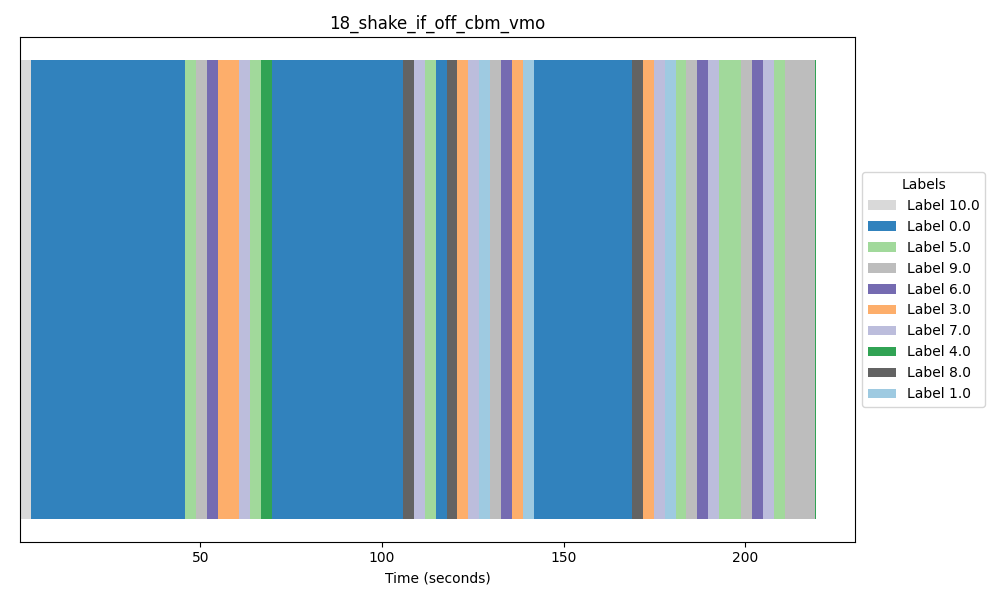 18_shake_if_off_cbm_vmo
Labels
Label 10.0
Label 0.0
Label 5.0
Label 9.0
Label 6.0
Label 3.0
Label 7.0
Label 4.0
Label 8.0
Label 1.0
50 100 150 200
Time (seconds)